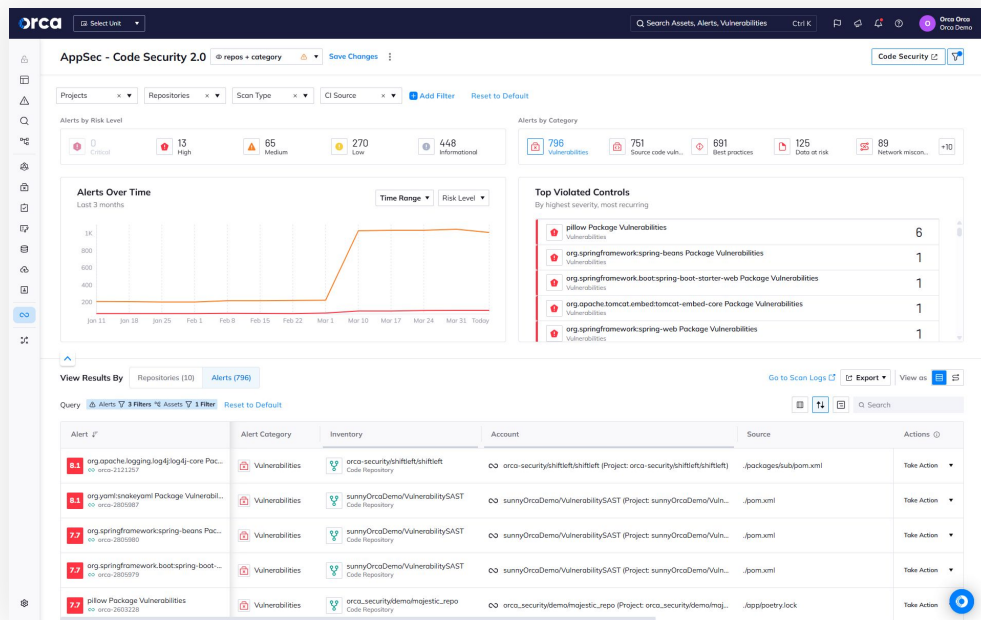 orca
Select Unit
Search Assets, Alerts, Vulnerabilities Ctrl K
O
Orca Orca
Orca Demo
AppSec - Code Security 2.0 repos + category Save Changes
Code Security
Projects × Repositories × Scan Type × CI Source × Add Filter Reset to Default
Alerts by Risk Level
0
Critical
13
High
65
Medium
270
Low
448
Informational
Alerts by Category
796
Vulnerabilities
751
Source code vuln...
691
Best practices
125
Data at risk
89
Network miscon...
+10
Alerts Over Time
Last 3 months
Time Range Risk Level
1K
800
600
400
200
Jan 11 Jan 18 Jan 25 Feb 1 Feb 8 Feb 15 Feb 22 Mar 1 Mar 10 Mar 17 Mar 24 Mar 31 Today
Top Violated Controls
By highest severity, most recurring
pillow Package Vulnerabilities 6
Vulnerabilities
org.springframework:spring-beans Package Vulnerabilities 1
Vulnerabilities
org.springframework.boot:spring-boot-starter-web Package Vulnerabilities 1
Vulnerabilities
org.apache.tomcat.embed:tomcat-embed-core Package Vulnerabilities 1
Vulnerabilities
org.springframework:spring-web Package Vulnerabilities 1
Vulnerabilities
View Results By Repositories (10) Alerts (796)
Go to Scan Logs Export View as
Query Alerts 3 Filters Assets 1 Filter Reset to Default
Search
Alert Alert Category Inventory Account Source Actions
8.1 org.apache.logging.log4j:log4j-core Pac... Vulnerabilities orca-security/shiftleft/shiftleft orca-security/shiftleft/shiftleft (Project: orca-security/shiftleft/shiftleft) ./packages/sub/pom.xml Take Action
orca-2121257 Code Repository
8.1 org.yaml:snakeyaml Package Vulnerabil... Vulnerabilities sunnyOrcaDemo/VulnerabilitySAST sunnyOrcaDemo/VulnerabilitySAST (Project: sunnyOrcaDemo/Vuln... ./pom.xml Take Action
orca-2805987 Code Repository
7.7 org.springframework:spring-beans Pac... Vulnerabilities sunnyOrcaDemo/VulnerabilitySAST sunnyOrcaDemo/VulnerabilitySAST (Project: sunnyOrcaDemo/Vuln... ./pom.xml Take Action
orca-2805980 Code Repository
7.7 org.springframework.boot:spring-boot-... Vulnerabilities sunnyOrcaDemo/VulnerabilitySAST sunnyOrcaDemo/VulnerabilitySAST (Project: sunnyOrcaDemo/Vuln... ./pom.xml Take Action
orca-2805979 Code Repository
7.7 pillow Package Vulnerabilities Vulnerabilities orca_security/demo/majestic_repo orca_security/demo/majestic_repo (Project: orca_security/demo/maj... ./app/poetry.lock Take Action
orca-2603228 Code Repository